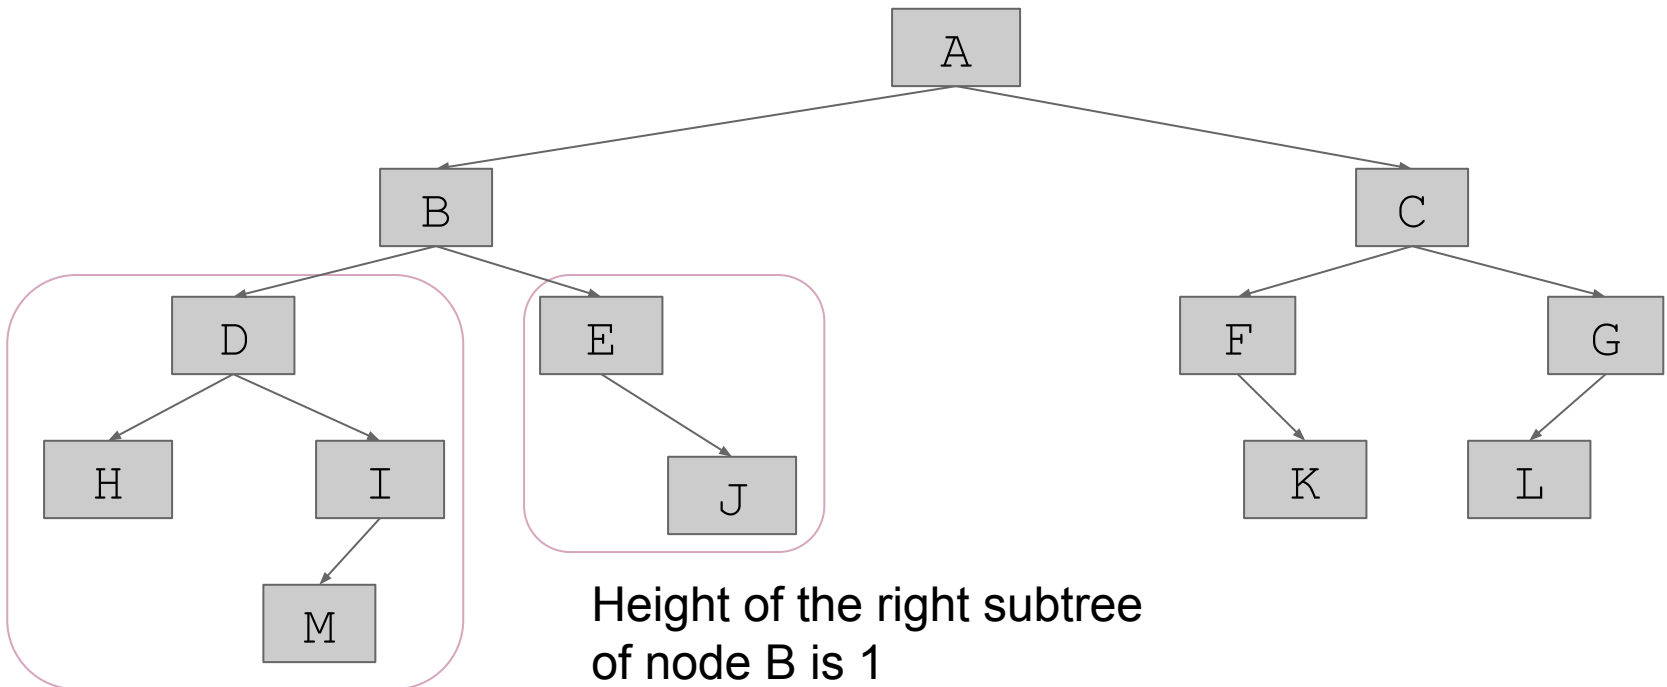 A
B
C
D
E
F
G
H
I
J
K
L
M
Height of the right subtree
of node B is 1